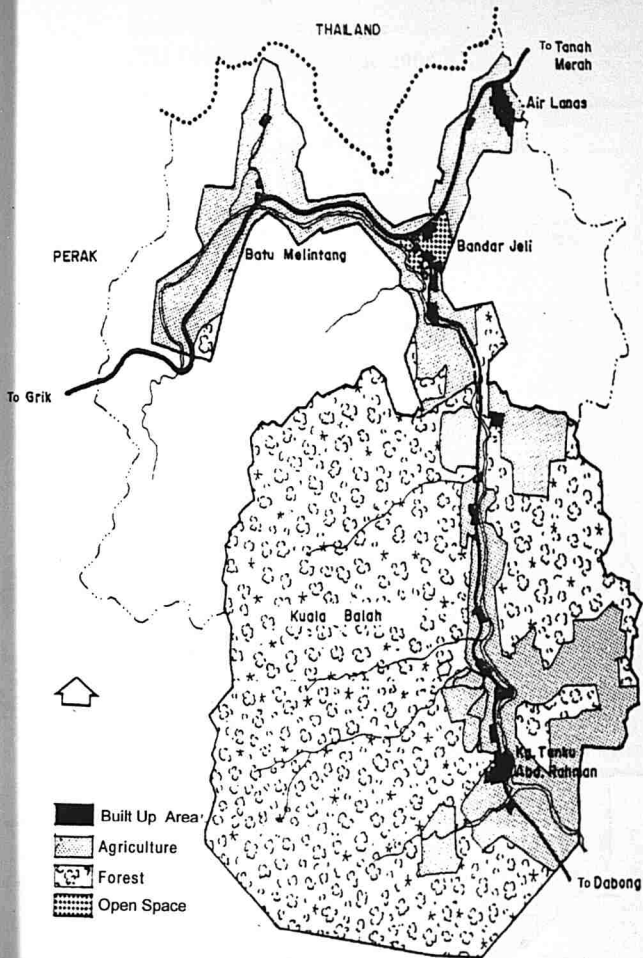 THAILAND
To Tanah
Merah
Air Lanas
PERAK
Batu Melintang
Bandar Jeli
To Grik
Kuala Balah
Kg. Tenku
Abd. Rahman
Built Up Area
Agriculture
Forest
Open Space
To Dabong